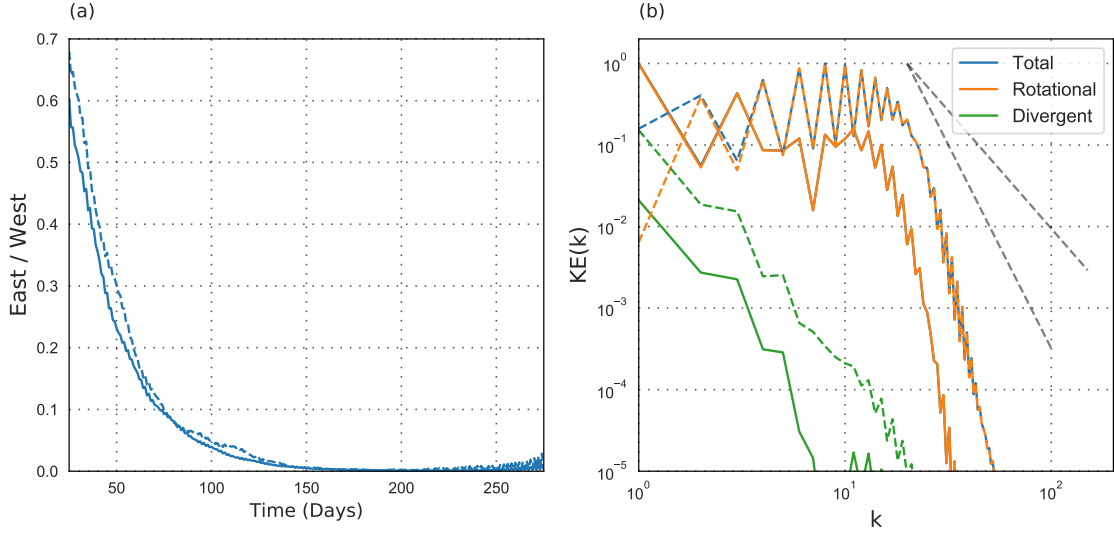 (a)
0.7
0.6
0.5
0.4
0.3
0.2
0.1
0.0
East / West
50
100
150
200
250
Time (Days)
(b)
Total
Rotational
Divergent
10^0
10^-1
10^-2
10^-3
10^-4
10^-5
KE(k)
10^0
10^1
10^2
k